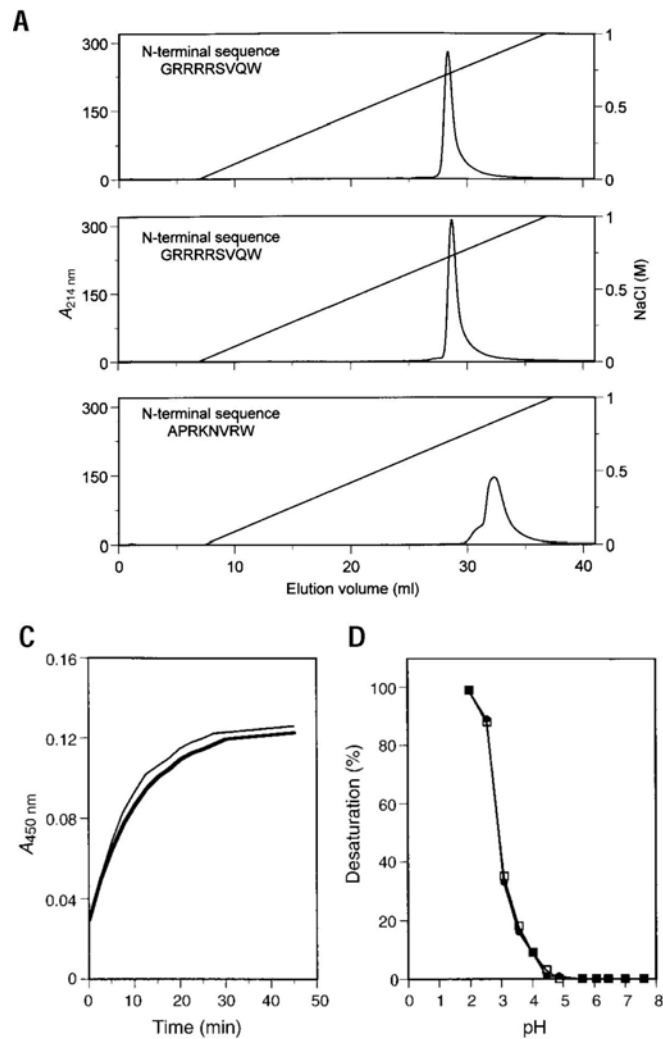 A
N-terminal sequence
GRRRRSVQW
300
150
0
1
0.5
0
N-terminal sequence
GRRRRSVQW
300
150
0
1
0.5
0
A214 nm
NaCl (M)
N-terminal sequence
APRKNVRW
300
150
0
1
0.5
0
0 10 20 30 40
Elution volume (ml)
C
0.16
0.12
0.08
0.04
0
A450 nm
0 10 20 30 40 50
Time (min)
D
100
80
60
40
20
0
Desaturation (%)
0 1 2 3 4 5 6 7 8
pH